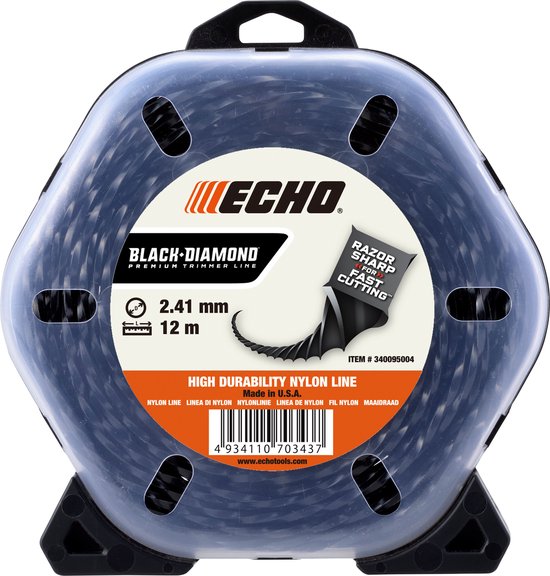 ECHO®
BLACK♦DIAMOND
PREMIUM TRIMMER LINE
RAZOR
SHARP
FOR
FAST
CUTTING™
2.41 mm
L
12 m
ITEM # 340095004
HIGH DURABILITY NYLON LINE
Made in U.S.A.
NYLON LINE LINEA DI NYLON NYLONLINIE LINEA DE NYLON FIL NYLON MAAIDRAAD
4 934110 703437
www.echotools.com